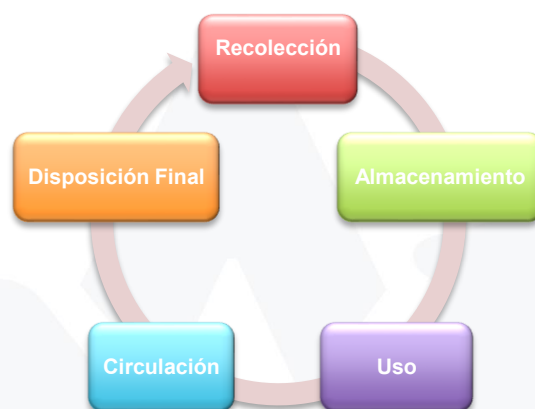 Recolección
Almacenamiento
Uso
Circulación
Disposición Final